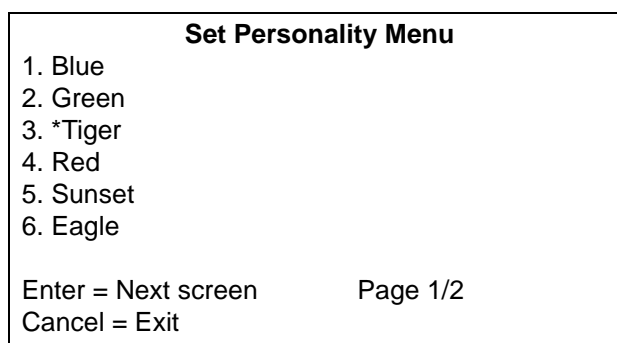 Set Personality Menu
1. Blue
2. Green
3. *Tiger
4. Red
5. Sunset
6. Eagle
Enter = Next screen Page 1/2
Cancel = Exit